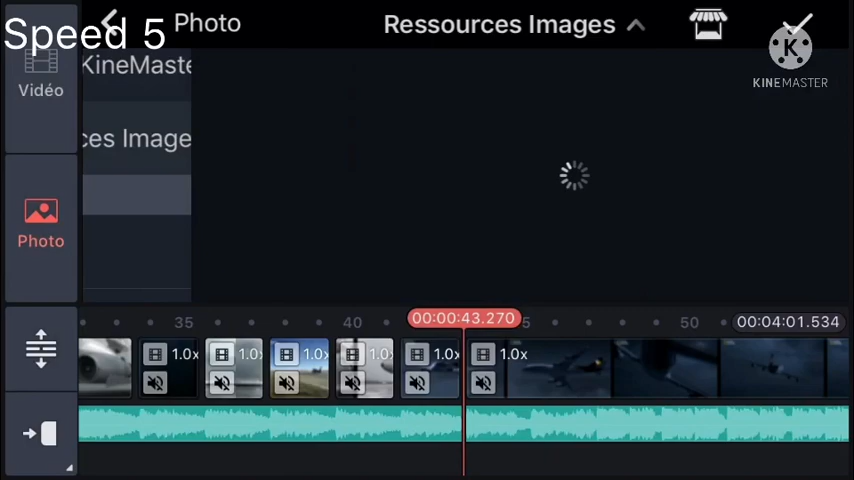 Speed 5
Photo
Ressources Images
KINEMASTER
KineMaste
Vidéo
ces Image
Photo
35
40
00:00:43.270
5
50
00:04:01.534
1.0x
1.0x
1.0x
1.0x
1.0x
1.0x